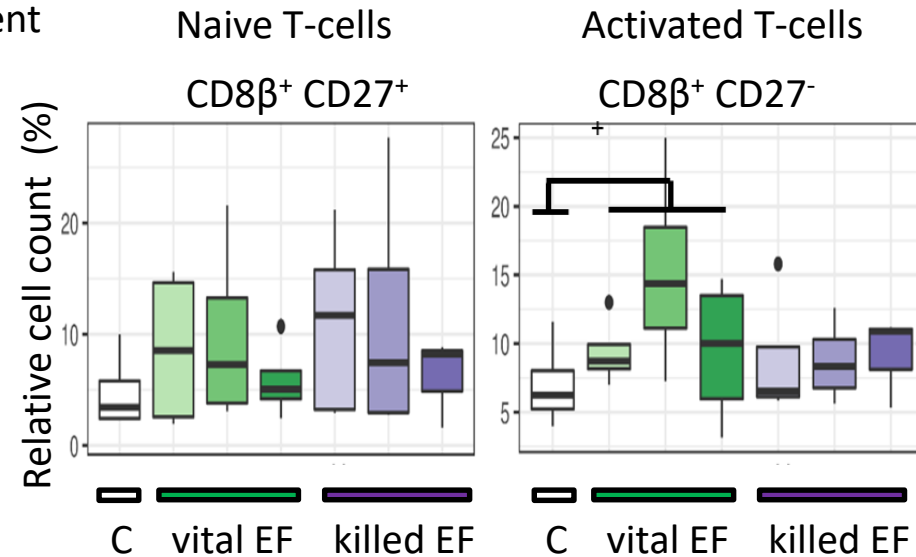 ent
Naive T-cells
Activated T-cells
CD8β⁺ CD27⁺
CD8β⁺ CD27⁻
Relative cell count (%)
20
10
0
+
25
20
15
10
5
C vital EF killed EF
C vital EF killed EF